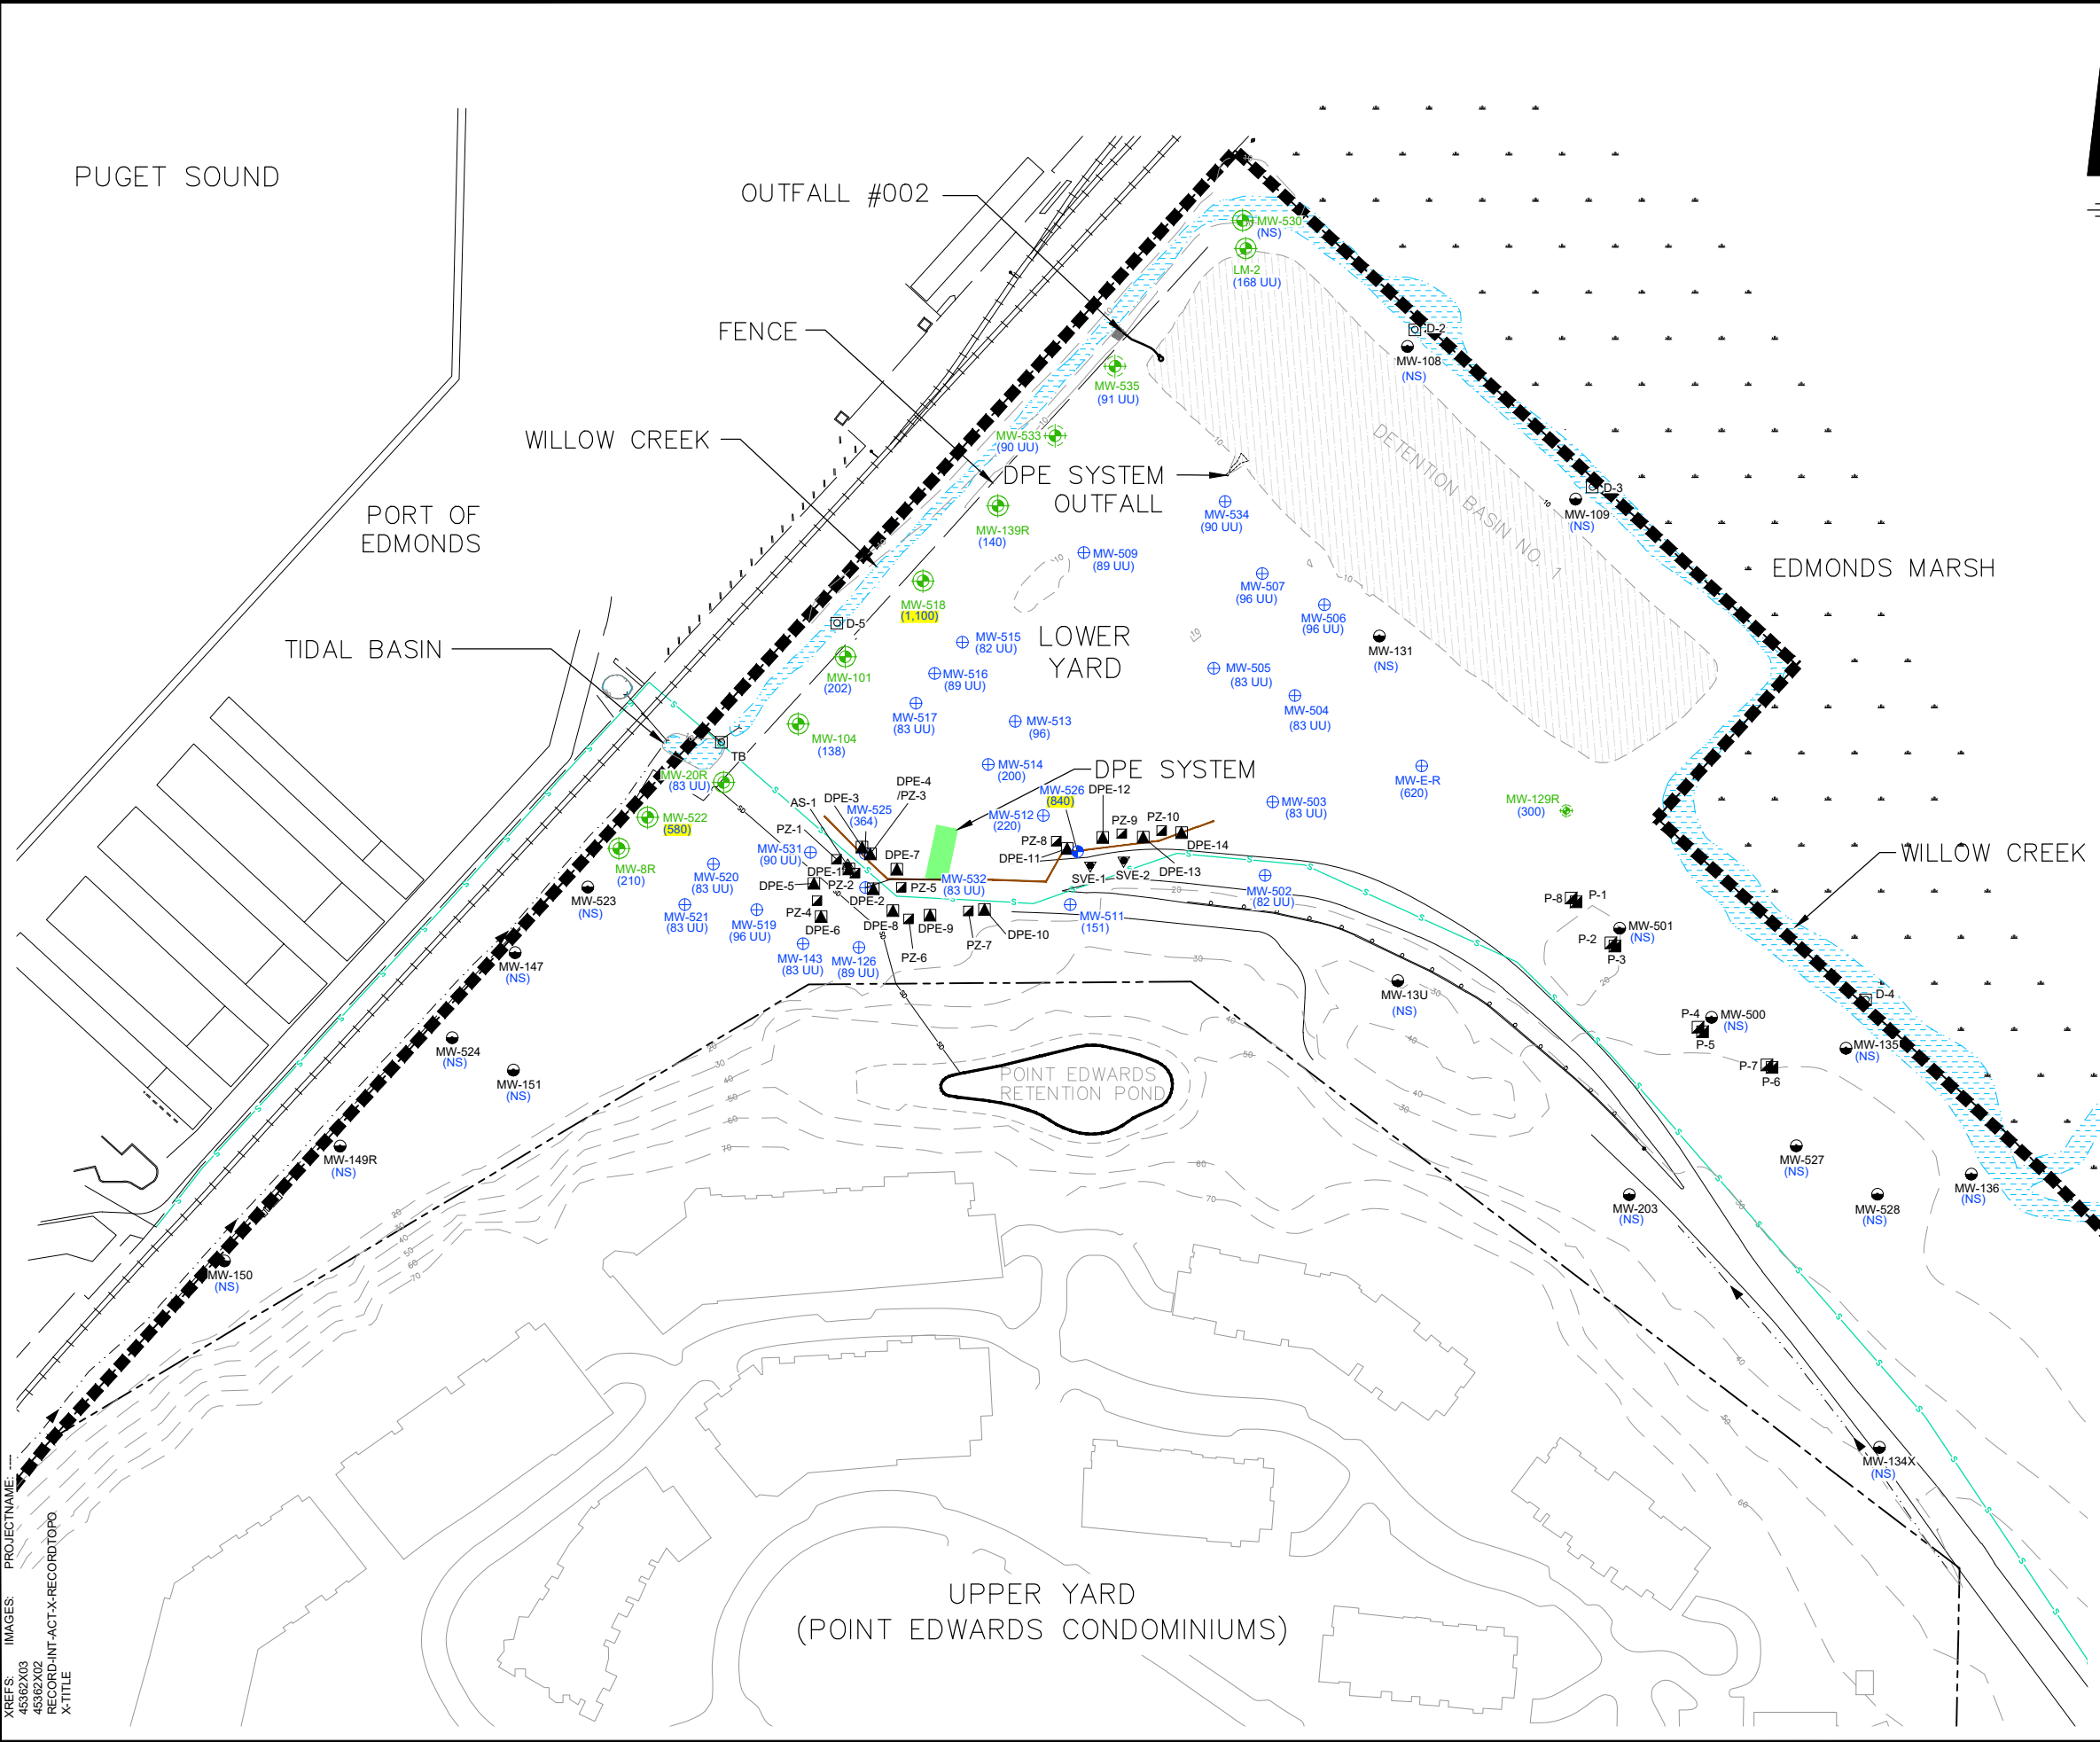 PUGET SOUND
OUTFALL #002
MW-530
(NS)
LM-2
(168 UU)
FENCE
D-2
MW-108
(NS)
MW-535
(91 UU)
WILLOW CREEK
MW-533
(90 UU)
DPE SYSTEM
OUTFALL
DETENTION BASIN NO. 1
D-3
MW-109
(NS)
PORT OF
EDMONDS
MW-139R
(140)
MW-534
(90 UU)
MW-509
(89 UU)
EDMONDS MARSH
MW-507
(96 UU)
MW-518
(1,100)
MW-506
(96 UU)
D-5
TIDAL BASIN
MW-515
(82 UU)
LOWER
YARD
MW-131
(NS)
MW-101
(202)
MW-516
(89 UU)
MW-505
(83 UU)
MW-517
(83 UU)
MW-513
(96)
MW-504
(83 UU)
MW-104
(138)
TB
MW-20R
(83 UU)
MW-514
(200)
DPE SYSTEM
MW-E-R
(620)
DPE-4
/PZ-3
AS-1
DPE-3
MW-525
(364)
MW-526
(840)
DPE-12
MW-503
(83 UU)
MW-129R
(300)
MW-522
(580)
PZ-1
MW-512
(220)
PZ-9
PZ-10
PZ-8
DPE-14
MW-531
(90 UU)
DPE-7
DPE-11
WILLOW CREEK
MW-8R
(210)
MW-520
(83 UU)
DPE-1
DPE-5
PZ-2
PZ-5
MW-532
(83 UU)
SVE-1
SVE-2
DPE-13
MW-523
(NS)
MW-502
(82 UU)
P-8
P-1
MW-521
(83 UU)
MW-519
(96 UU)
PZ-4
DPE-6
DPE-2
DPE-8
DPE-9
PZ-6
PZ-7
DPE-10
MW-511
(151)
MW-501
(NS)
P-2
P-3
MW-143
(83 UU)
MW-126
(89 UU)
MW-147
(NS)
MW-13U
(NS)
D-4
P-4
P-5
MW-500
(NS)
MW-524
(NS)
MW-135
(NS)
MW-151
(NS)
POINT EDWARDS
RETENTION POND
P-7
P-6
MW-149R
(NS)
MW-527
(NS)
MW-136
(NS)
MW-203
(NS)
MW-528
(NS)
MW-150
(NS)
MW-134X
(NS)
UPPER YARD
(POINT EDWARDS CONDOMINIUMS)
XREFS: IMAGES: PROJECTNAME: ----
45362X03
45362X02
RECORD-INT-ACT-X-RECORDTOPO
X-TITLE